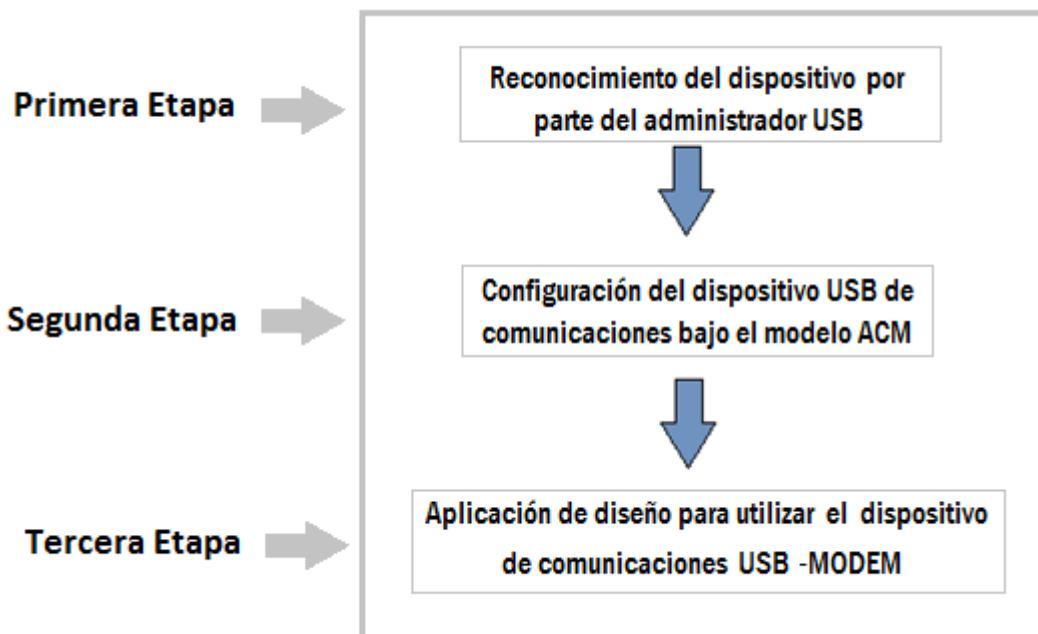 Primera Etapa
Reconocimiento del dispositivo por
parte del administrador USB
Segunda Etapa
Configuración del dispositivo USB de
comunicaciones bajo el modelo ACM
Tercera Etapa
Aplicación de diseño para utilizar el dispositivo
de comunicaciones USB -MODEM